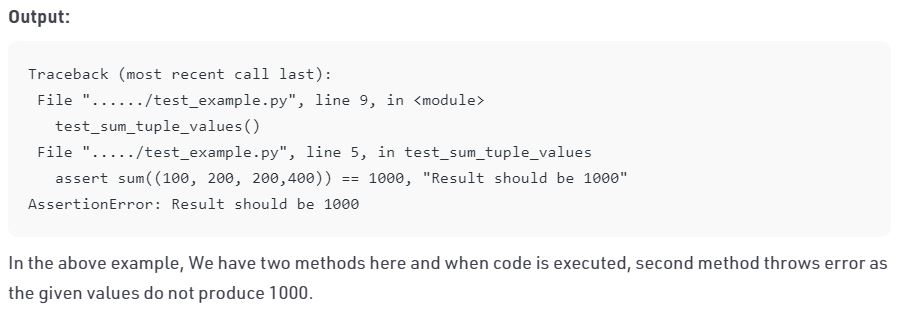 Output:
Traceback (most recent call last):
File "....../test_example.py", line 9, in <module>
test_sum_tuple_values()
File "...../test_example.py", line 5, in test_sum_tuple_values
assert sum((100, 200, 200,400)) == 1000, "Result should be 1000"
AssertionError: Result should be 1000
In the above example, We have two methods here and when code is executed, second method throws error as
the given values do not produce 1000.